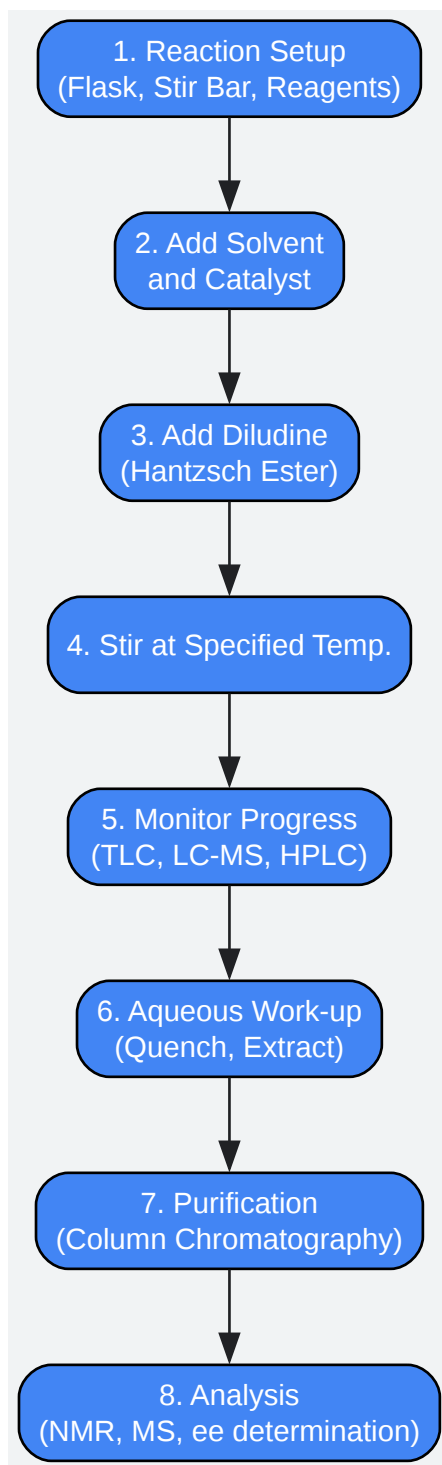 1. Reaction Setup
(Flask, Stir Bar, Reagents)
2. Add Solvent
and Catalyst
3. Add Diludine
(Hantzsch Ester)
4. Stir at Specified Temp.
5. Monitor Progress
(TLC, LC-MS, HPLC)
6. Aqueous Work-up
(Quench, Extract)
7. Purification
(Column Chromatography)
8. Analysis
(NMR, MS, ee determination)